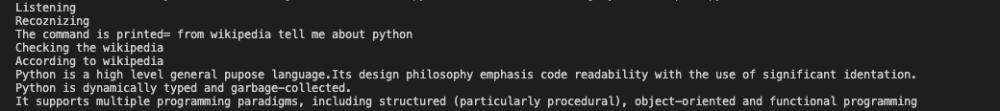 Listening
Recoznizing
The command is printed= from wikipedia tell me about python
Checking the wikipedia
According to wikipedia
Python is a high level general pupose language.Its design philosophy emphasis code readability with the use of significant identation.
Python is dynamically typed and garbage-collected.
It supports multiple programming paradigms, including structured (particularly procedural), object-oriented and functional programming